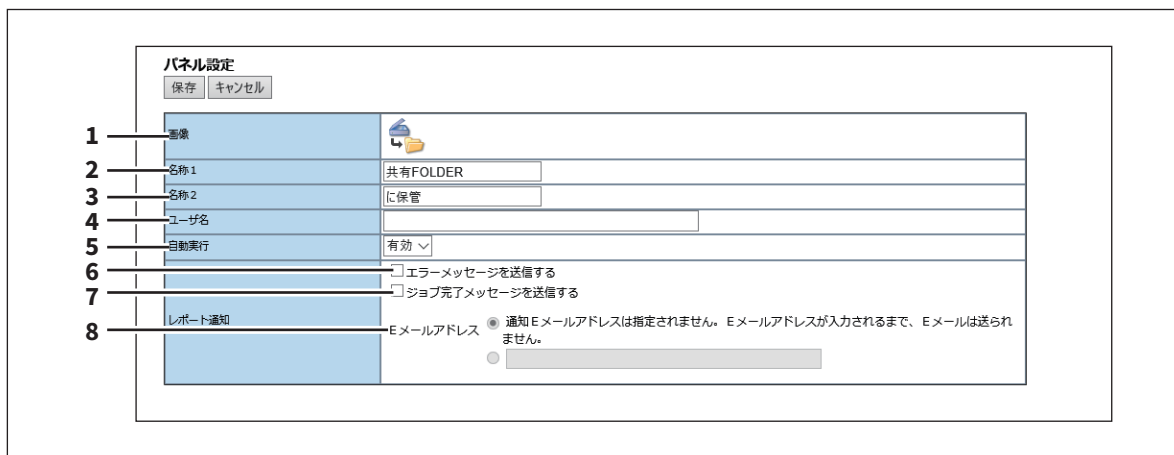 パネル設定
保存 キャンセル
1 画像
2 名称1 共有FOLDER
3 名称2 に保管
4 ユーザ名
5 自動実行 有効
6 エラーメッセージを送信する
7 ジョブ完了メッセージを送信する
レポート通知
8 Eメールアドレス 通知Eメールアドレスは指定されません。Eメールアドレスが入力されるまで、Eメールは送られ
ません。